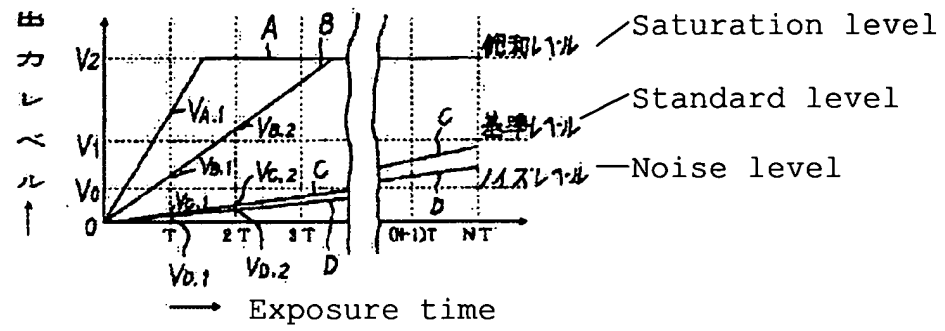 出力レベル
A
B
V2
飽和レベル
Saturation level
VA.1
VB.2
Standard level
V1
C
基準レベル
VB.1
VC.2
C
ノイズレベル
Noise level
V0
VC.1
D
0
T
2T
3T
(N-1)T
NT
VD.1
VD.2
D
Exposure time